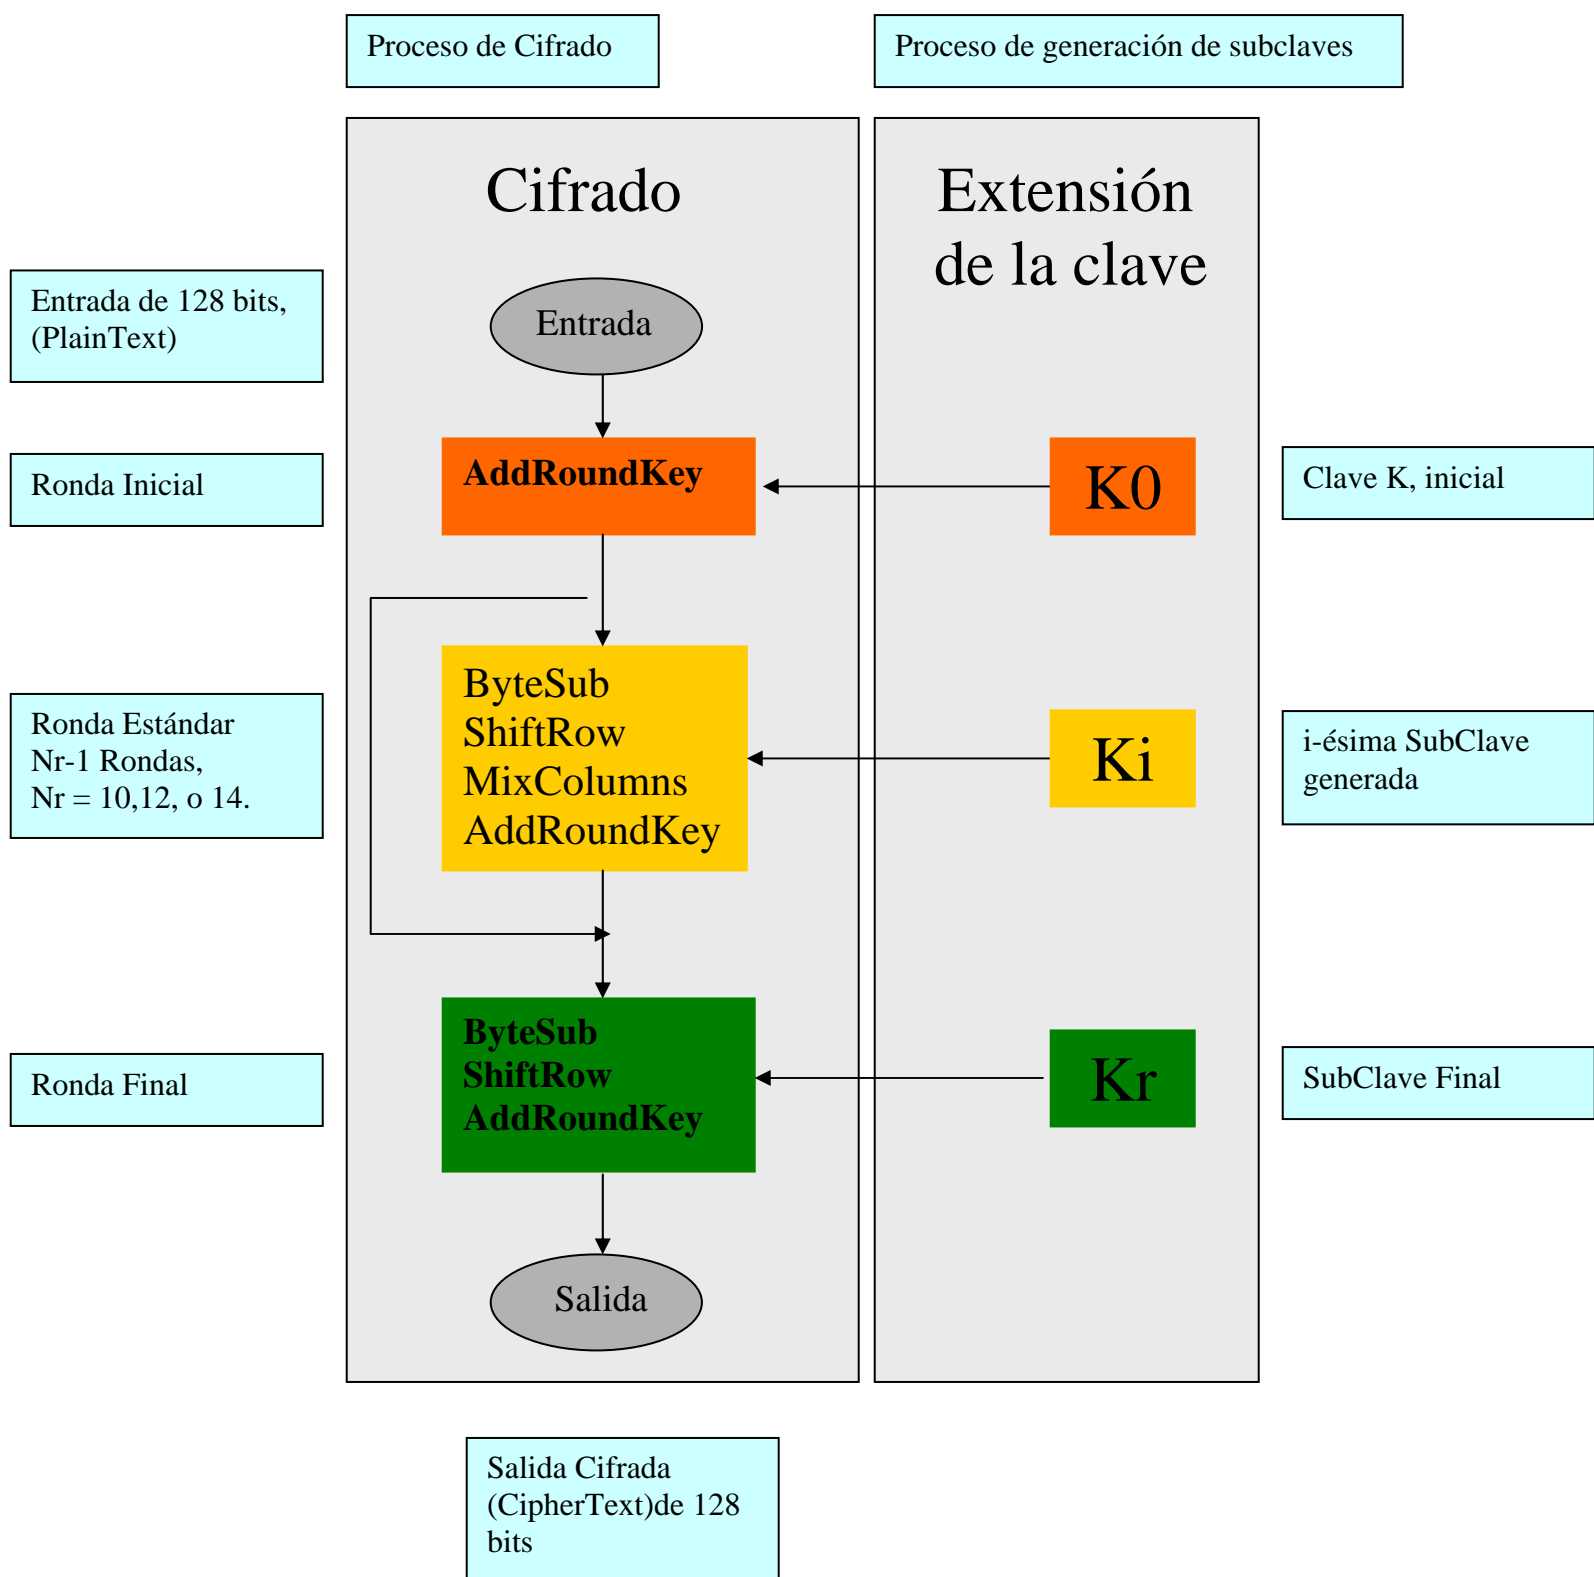 Proceso de Cifrado
Proceso de generación de subclaves
Cifrado
Extensión
de la clave
Entrada de 128 bits,
(PlainText)
Entrada
Ronda Inicial
AddRoundKey
K0
Clave K, inicial
Ronda Estándar
Nr-1 Rondas,
Nr = 10,12, o 14.
ByteSub
ShiftRow
MixColumns
AddRoundKey
Ki
i-ésima SubClave
generada
Ronda Final
ByteSub
ShiftRow
AddRoundKey
Kr
SubClave Final
Salida
Salida Cifrada
(CipherText)de 128
bits